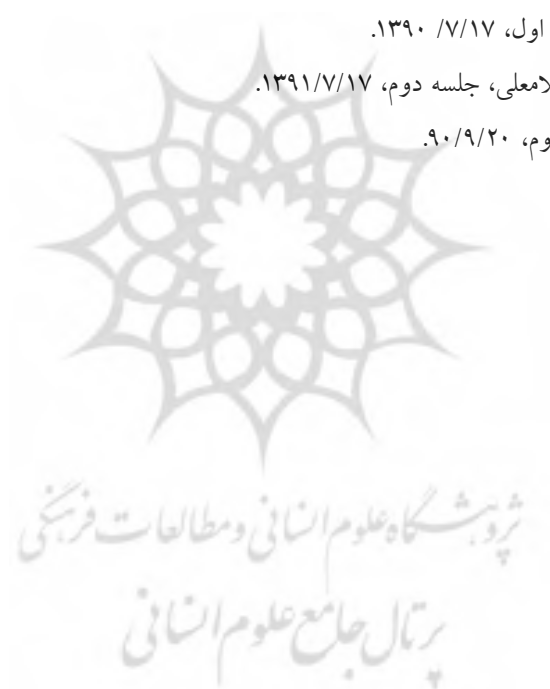 اول، ۱۷/۷/ ۱۳۹۰.
لامعلی، جلسه دوم، ۱۳۹۱/۷/۱۷.
وم، ۹۰/۹/۲۰.
پژوهشگاه علوم انسانی و مطالعات فرهنگی
پرتال جامع علوم انسانی